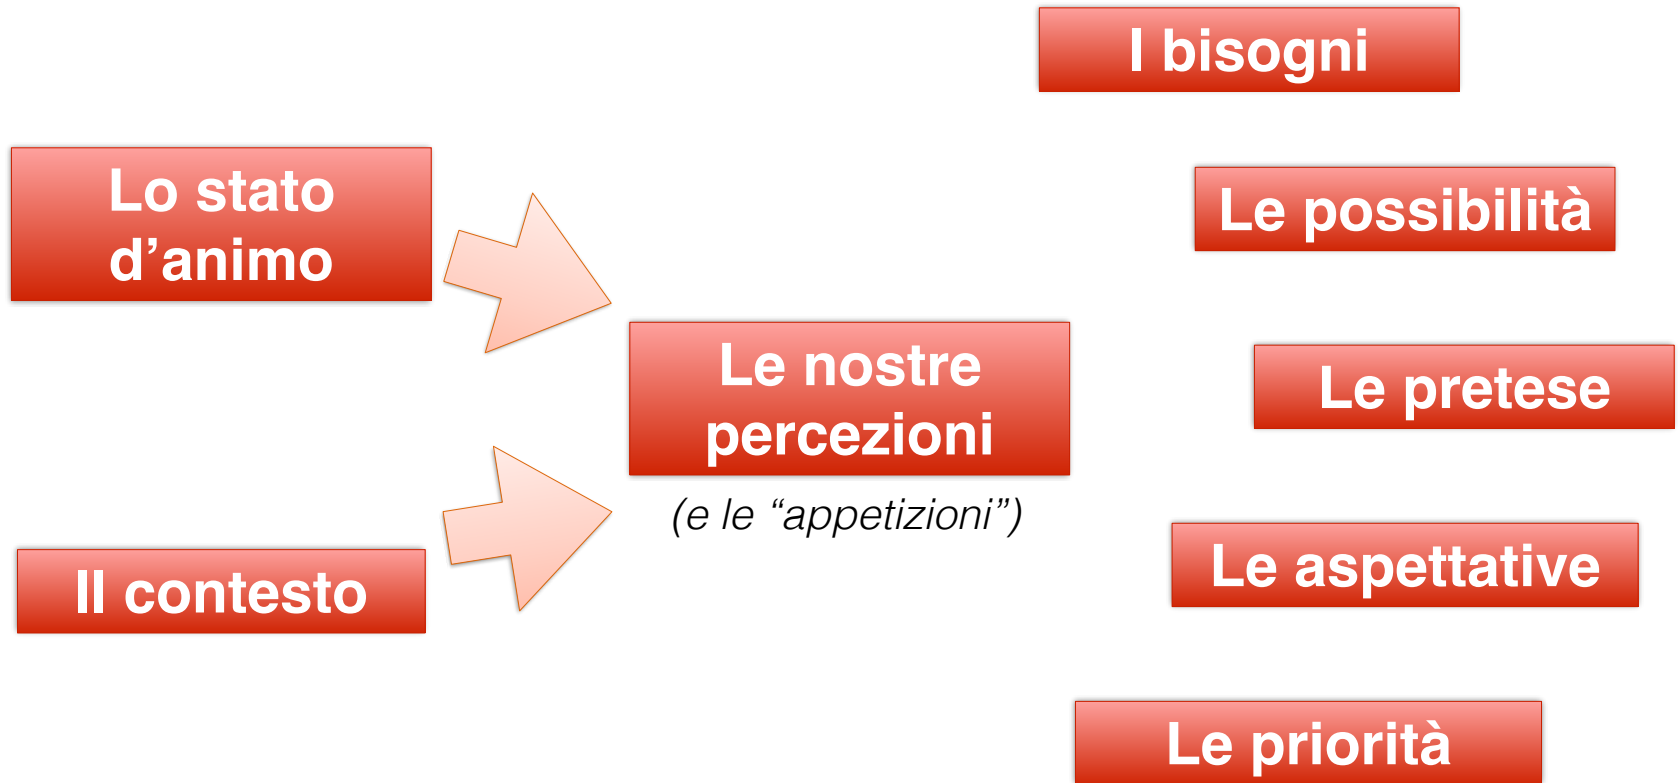 Lo stato
d’animo
Il contesto
Le nostre
percezioni
(e le “appetizioni”)
I bisogni
Le possibilità
Le pretese
Le aspettative
Le priorità